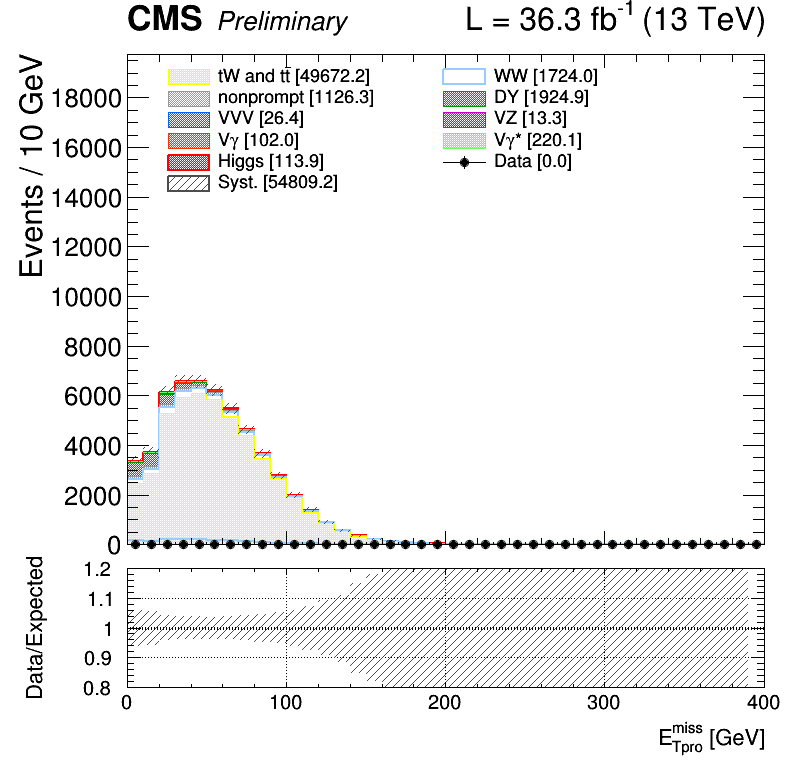 CMS Preliminary L = 36.3 fb⁻¹ (13 TeV)
Events / 10 GeV
tW and tt̄ [49672.2] WW [1724.0]
nonprompt [1126.3] DY [1924.9]
VVV [26.4] VZ [13.3]
Vγ [102.0] Vγ* [220.1]
Higgs [113.9] Data [0.0]
Syst. [54809.2]
18000
16000
14000
12000
10000
8000
6000
4000
2000
0
Data/Expected
1.2
1.1
1
0.9
0.8
0 100 200 300 400
E_Tpro^miss [GeV]